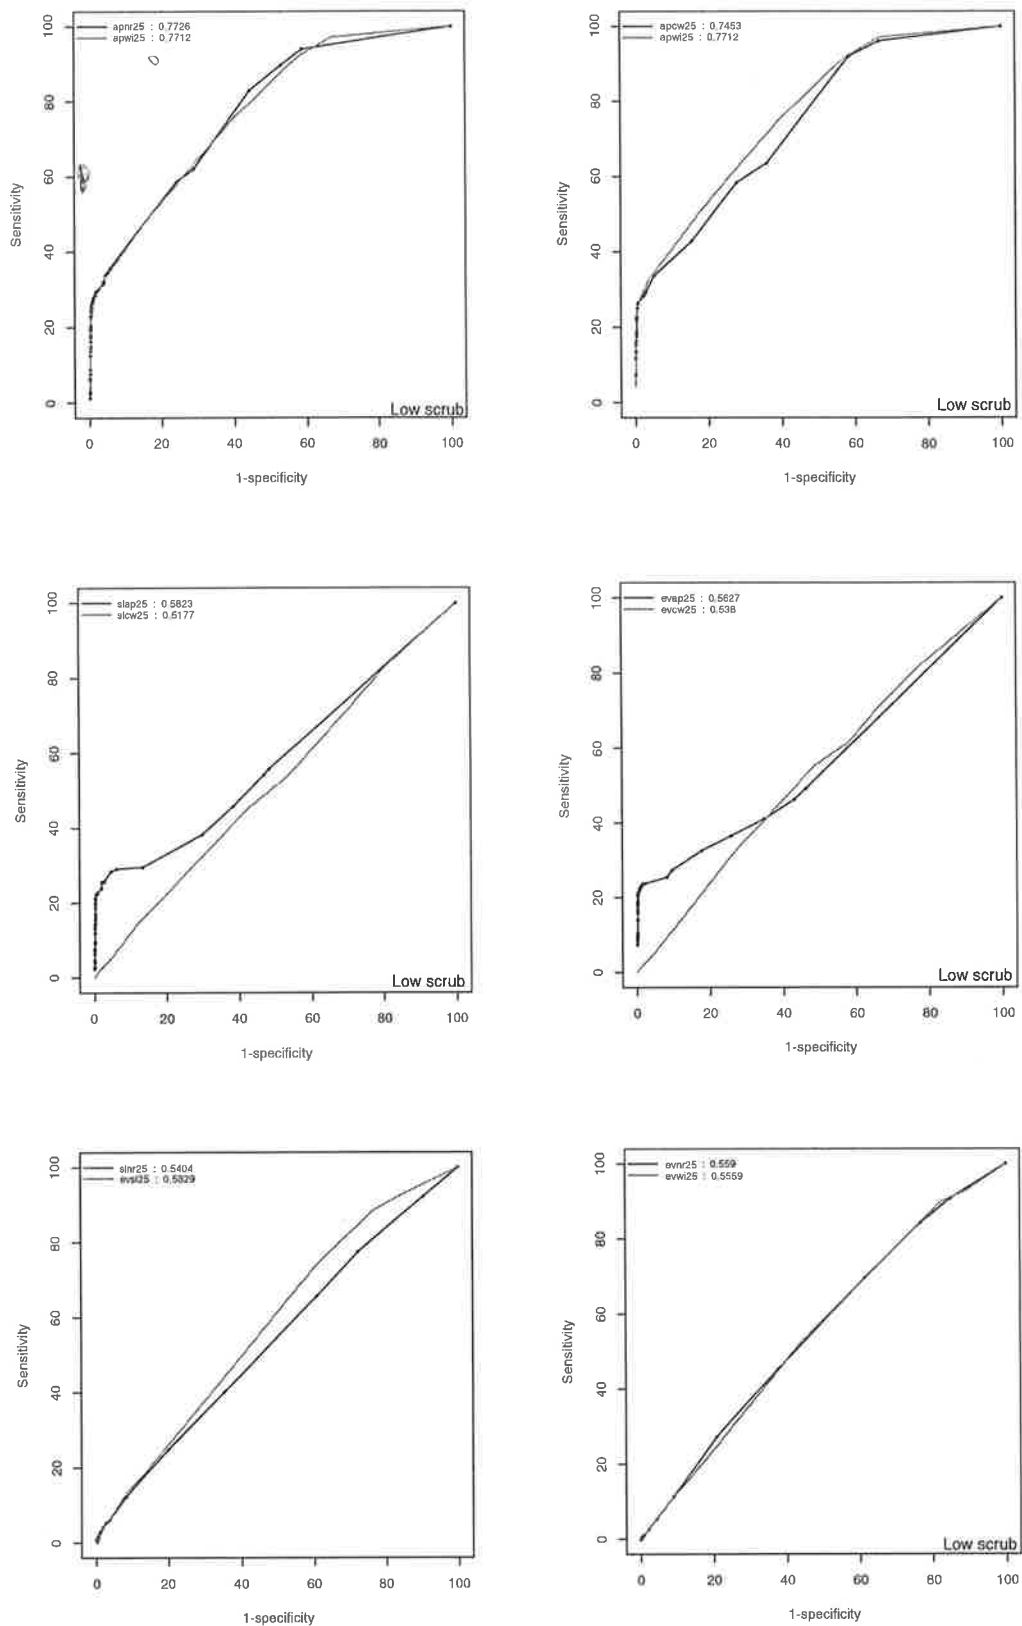 apnr25 : 0.7726
apwi25 : 0.7712
100
80
60
40
20
0
Sensitivity
Low scrub
0 20 40 60 80 100
1-specificity
apcw25 : 0.7453
apwi25 : 0.7712
100
80
60
40
20
0
Sensitivity
Low scrub
0 20 40 60 80 100
1-specificity
slap25 : 0.5823
slcw25 : 0.5177
100
80
60
40
20
0
Sensitivity
Low scrub
0 20 40 60 80 100
1-specificity
evap25 : 0.5627
evcw25 : 0.538
100
80
60
40
20
0
Sensitivity
Low scrub
0 20 40 60 80 100
1-specificity
slnr25 : 0.5404
evsl25 : 0.5829
100
80
60
40
20
0
Sensitivity
0 20 40 60 80 100
1-specificity
evnr25 : 0.559
evwi25 : 0.5559
100
80
60
40
20
0
Sensitivity
Low scrub
0 20 40 60 80 100
1-specificity